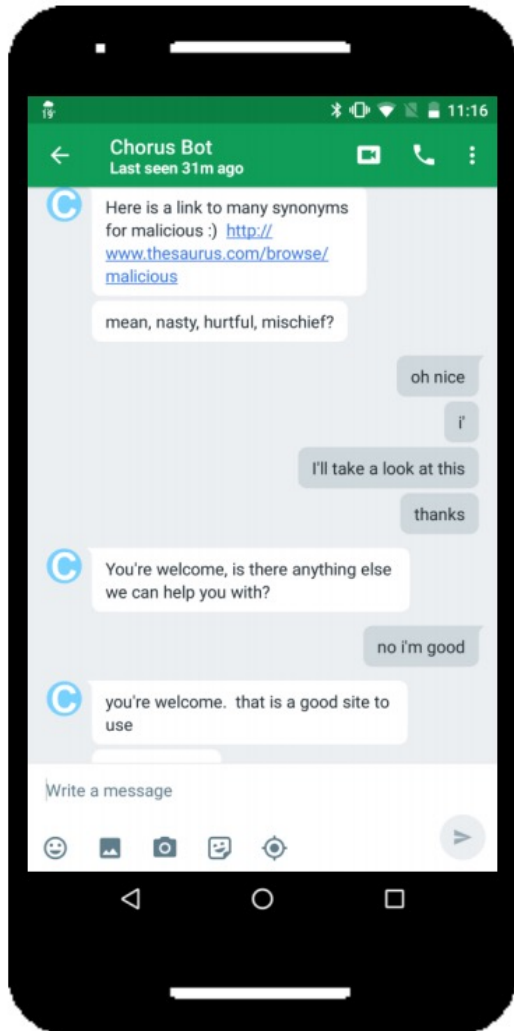 19°
11:16
Chorus Bot
Last seen 31m ago
C
Here is a link to many synonyms
for malicious :) http://
www.thesaurus.com/browse/
malicious
mean, nasty, hurtful, mischief?
oh nice
i'
I'll take a look at this
thanks
C
You're welcome, is there anything else
we can help you with?
no i'm good
C
you're welcome.  that is a good site to
use
Write a message